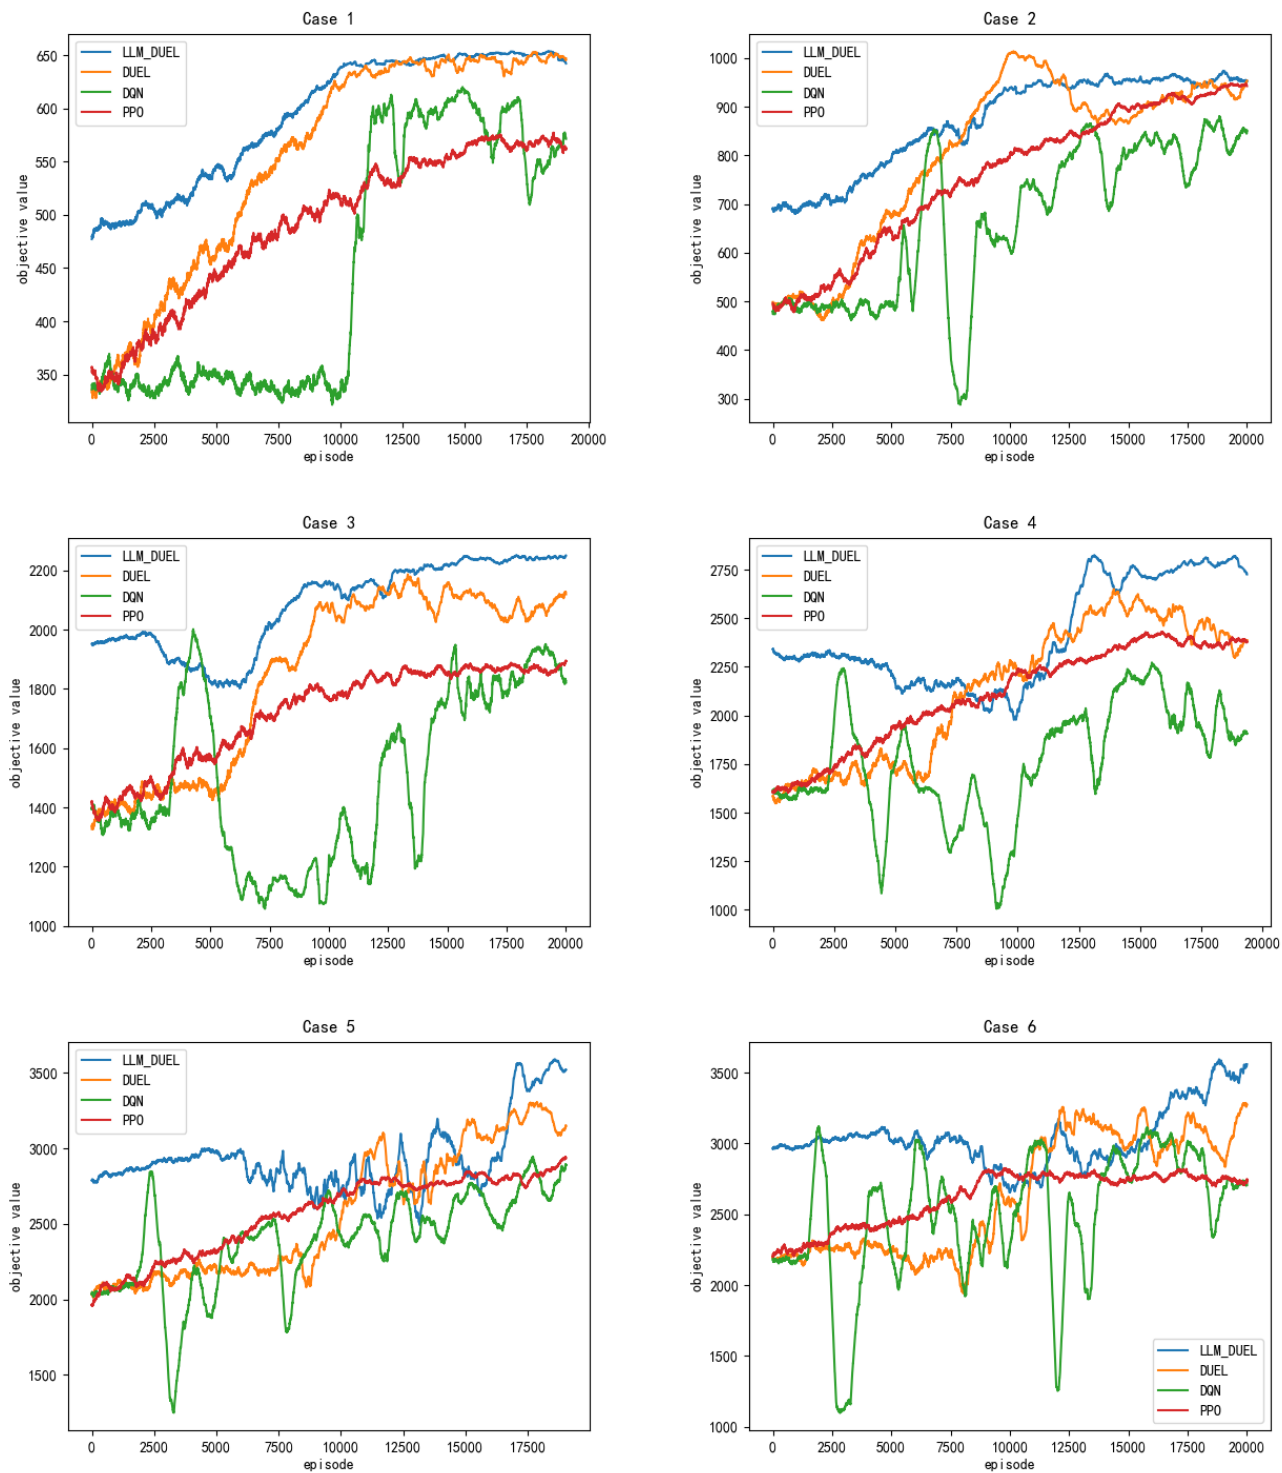 Case 1
LLM_DUEL
DUEL
DQN
PPO
650
600
550
500
450
400
350
objective value
0 2500 5000 7500 10000 12500 15000 17500 20000
episode
Case 2
LLM_DUEL
DUEL
DQN
PPO
1000
900
800
700
600
500
400
300
objective value
0 2500 5000 7500 10000 12500 15000 17500 20000
episode
Case 3
LLM_DUEL
DUEL
DQN
PPO
2200
2000
1800
1600
1400
1200
1000
objective value
0 2500 5000 7500 10000 12500 15000 17500 20000
episode
Case 4
LLM_DUEL
DUEL
DQN
PPO
2750
2500
2250
2000
1750
1500
1250
1000
objective value
0 2500 5000 7500 10000 12500 15000 17500 20000
episode
Case 5
LLM_DUEL
DUEL
DQN
PPO
3500
3000
2500
2000
1500
objective value
0 2500 5000 7500 10000 12500 15000 17500
episode
Case 6
3500
3000
2500
2000
1500
1000
objective value
LLM_DUEL
DUEL
DQN
PPO
0 2500 5000 7500 10000 12500 15000 17500 20000
episode